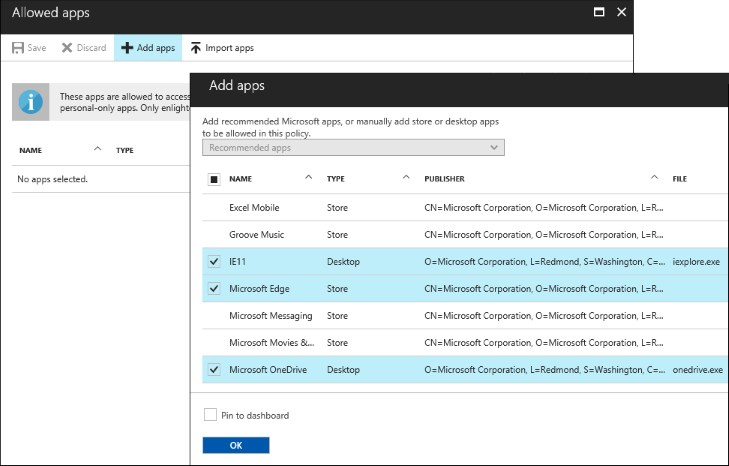 Allowed apps
Save Discard Add apps Import apps
These apps are allowed to access
personal-only apps. Only enlighte
NAME TYPE
No apps selected.
Add apps
Add recommended Microsoft apps, or manually add store or desktop apps
to be allowed in this policy.
Recommended apps
NAME TYPE PUBLISHER FILE
Excel Mobile Store CN=Microsoft Corporation, O=Microsoft Corporation, L=R...
Groove Music Store CN=Microsoft Corporation, O=Microsoft Corporation, L=R...
IE11 Desktop O=Microsoft Corporation, L=Redmond, S=Washington, C=... iexplore.exe
Microsoft Edge Store CN=Microsoft Corporation, O=Microsoft Corporation, L=R...
Microsoft Messaging Store CN=Microsoft Corporation, O=Microsoft Corporation, L=R...
Microsoft Movies &... Store CN=Microsoft Corporation, O=Microsoft Corporation, L=R...
Microsoft OneDrive Desktop O=Microsoft Corporation, L=Redmond, S=Washington, C=... onedrive.exe
Pin to dashboard
OK